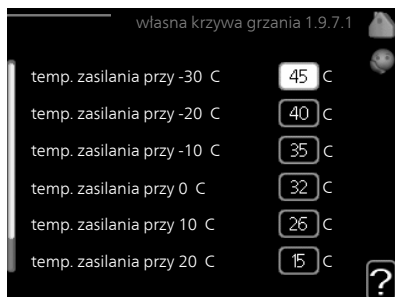 własna krzywa grzania 1.9.7.1
temp. zasilania przy -30 C 45 C
temp. zasilania przy -20 C 40 C
temp. zasilania przy -10 C 35 C
temp. zasilania przy 0 C 32 C
temp. zasilania przy 10 C 26 C
temp. zasilania przy 20 C 15 C
?